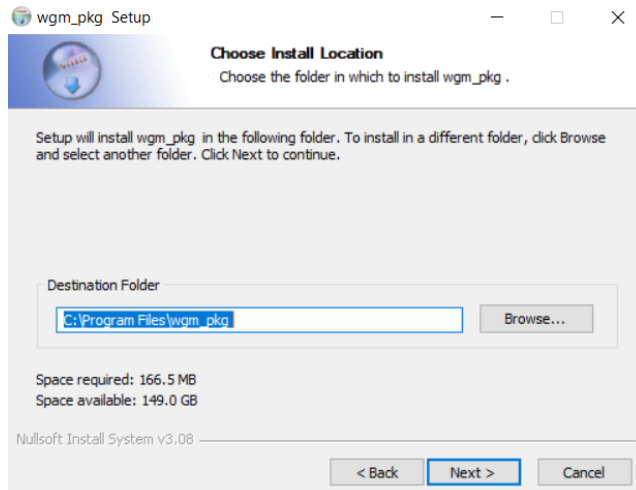 wgm_pkg Setup
Choose Install Location
Choose the folder in which to install wgm_pkg .
Setup will install wgm_pkg in the following folder. To install in a different folder, click Browse
and select another folder. Click Next to continue.
Destination Folder
C:\Program Files\wgm_pkg
Browse...
Space required: 166.5 MB
Space available: 149.0 GB
Nullsoft Install System v3.08
< Back Next > Cancel